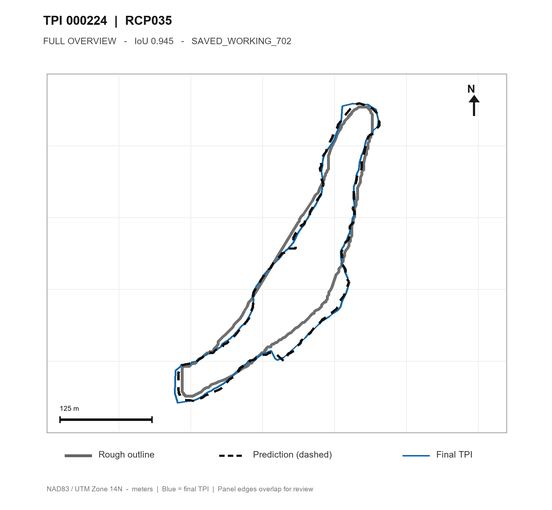 TPI 000224 | RCP035
FULL OVERVIEW - IoU 0.945 - SAVED_WORKING_702
N
125 m
Rough outline
Prediction (dashed)
Final TPI
NAD83 / UTM Zone 14N - meters | Blue = final TPI | Panel edges overlap for review